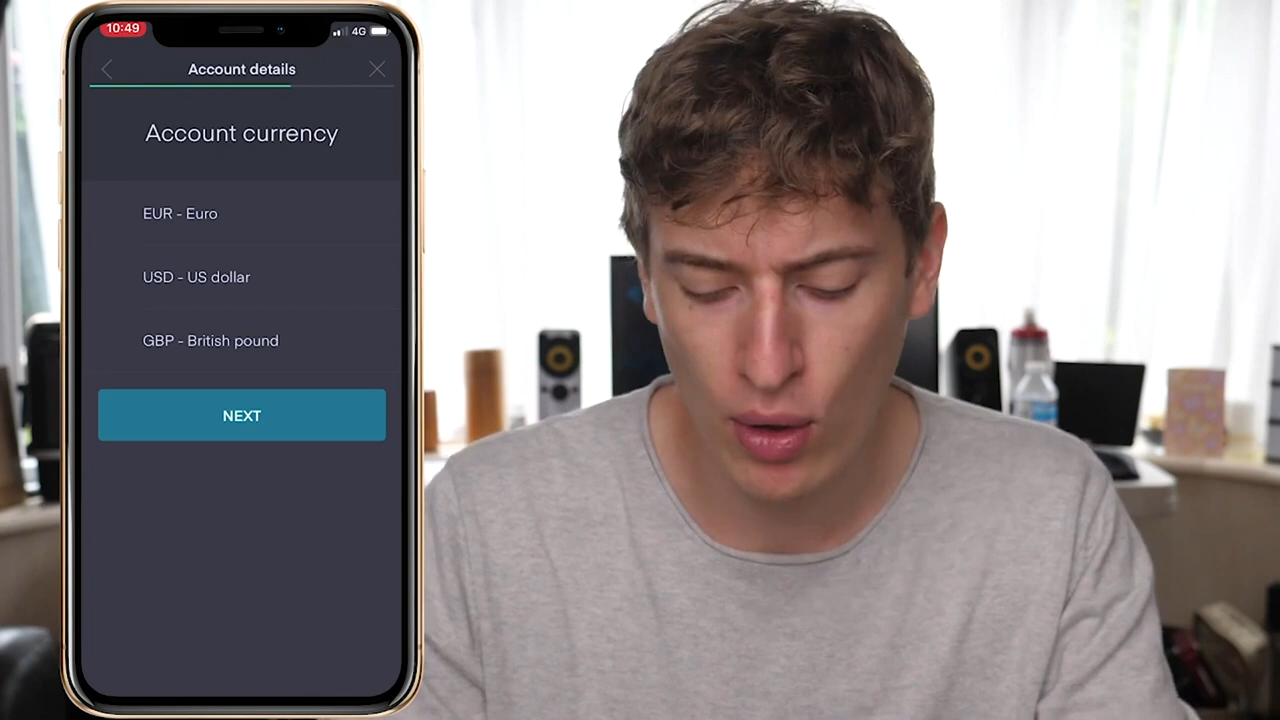 10:49
4G
Account details
Account currency
EUR - Euro
USD - US dollar
GBP - British pound
NEXT